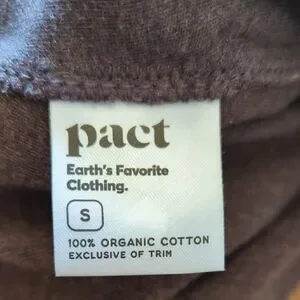 pact
Earth's Favorite
Clothing.
S
100% ORGANIC COTTON
EXCLUSIVE OF TRIM